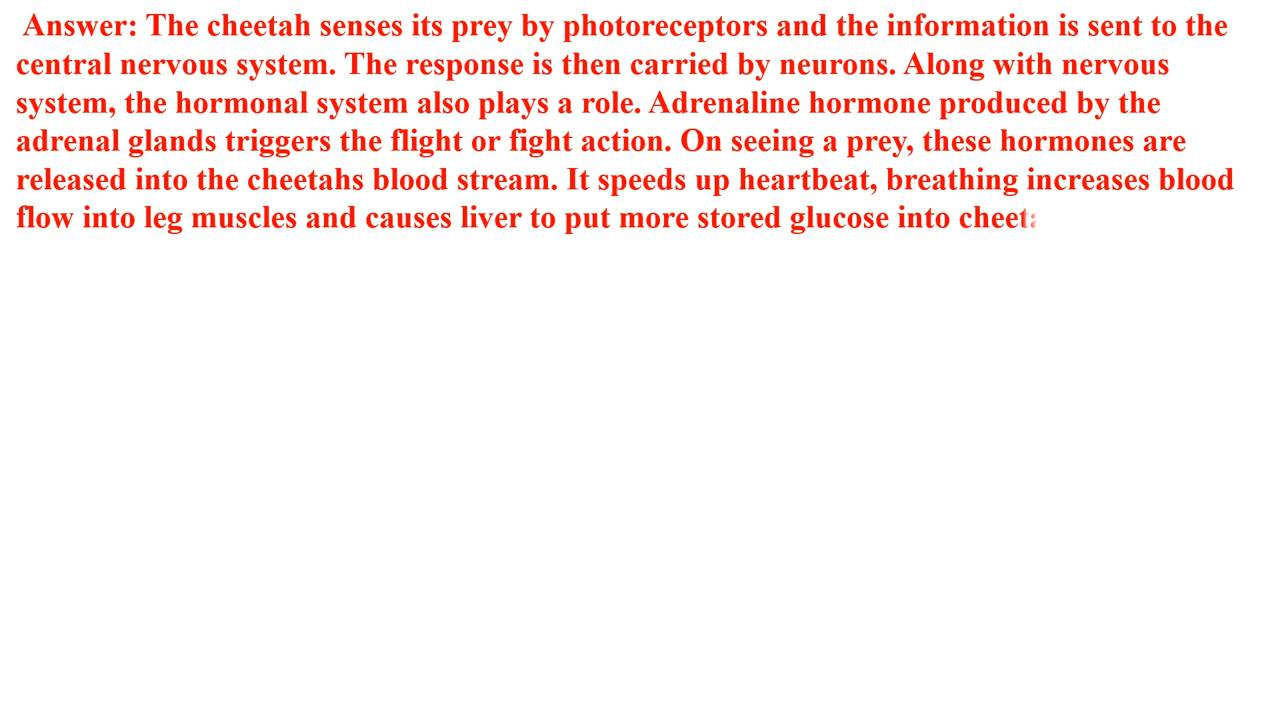 Answer: The cheetah senses its prey by photoreceptors and the information is sent to the
central nervous system. The response is then carried by neurons. Along with nervous
system, the hormonal system also plays a role. Adrenaline hormone produced by the
adrenal glands triggers the flight or fight action. On seeing a prey, these hormones are
released into the cheetahs blood stream. It speeds up heartbeat, breathing increases blood
flow into leg muscles and causes liver to put more stored glucose into